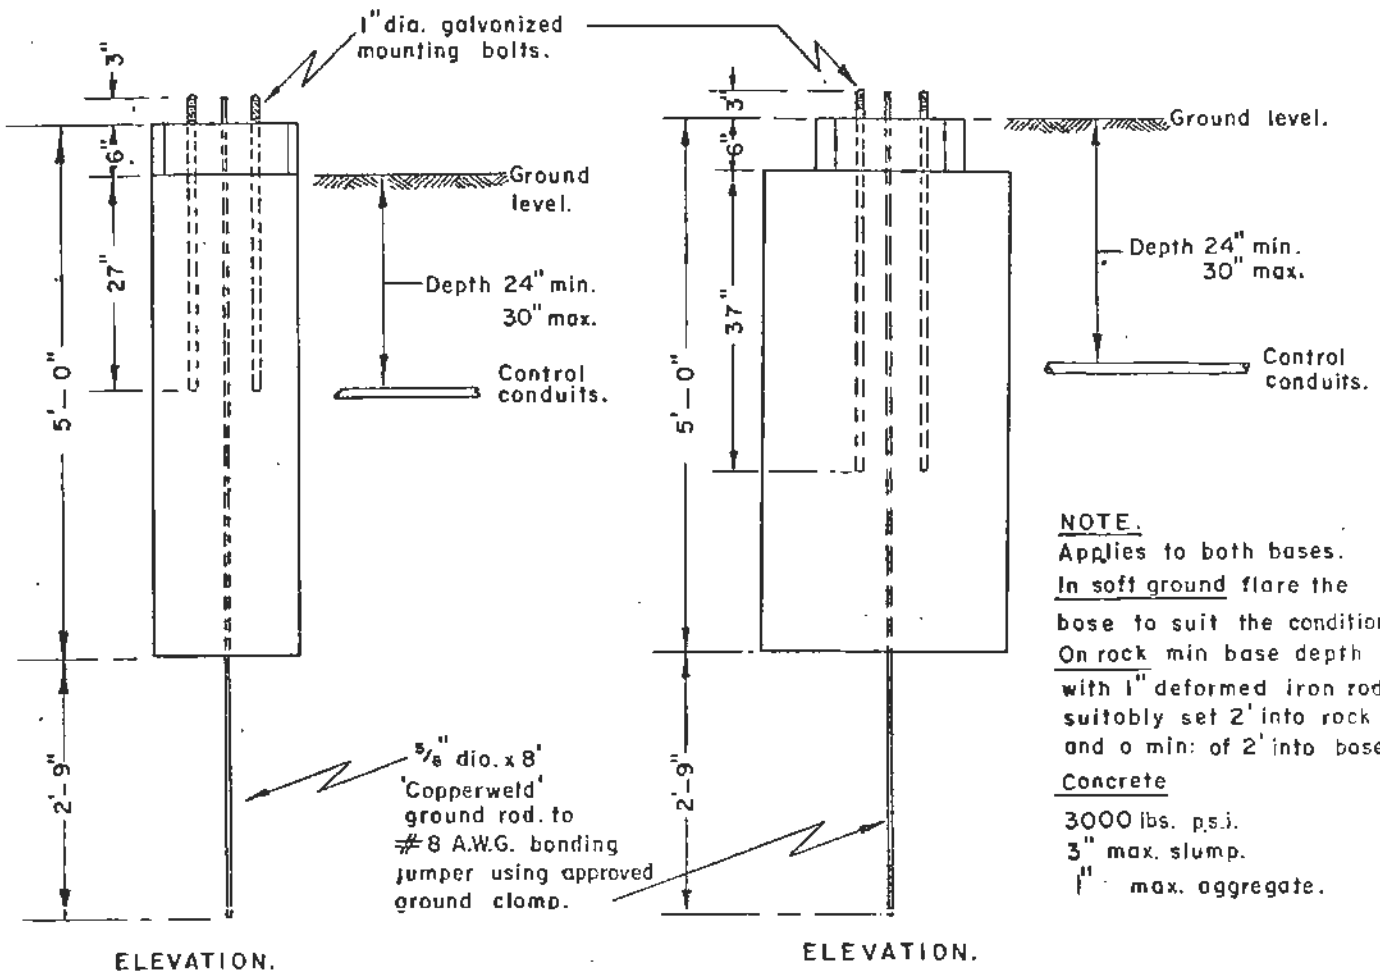 1" dia. galvonized
mounting bolts.
3"
6"
27"
5'-0"
2'-9"
Ground
level.
Depth 24" min.
30" max.
Control
conduits.
5/8" dio. x 8'
'Copperweld'
ground rod. to
#8 A.W.G. bonding
jumper using approved
ground clomp.
ELEVATION.
3"
6"
37"
5'-0"
2'-9"
Ground level.
Depth 24" min.
30" max.
Control
conduits.
ELEVATION.
NOTE.
Applies to both bases.
In soft ground flare the
bose to suit the condition
On rock min base depth
with 1" deformed iron rod
suitobly set 2' into rock
and o min: of 2' into base
Concrete
3000 lbs. p.s.i.
3" max. slump.
1" max. aggregate.